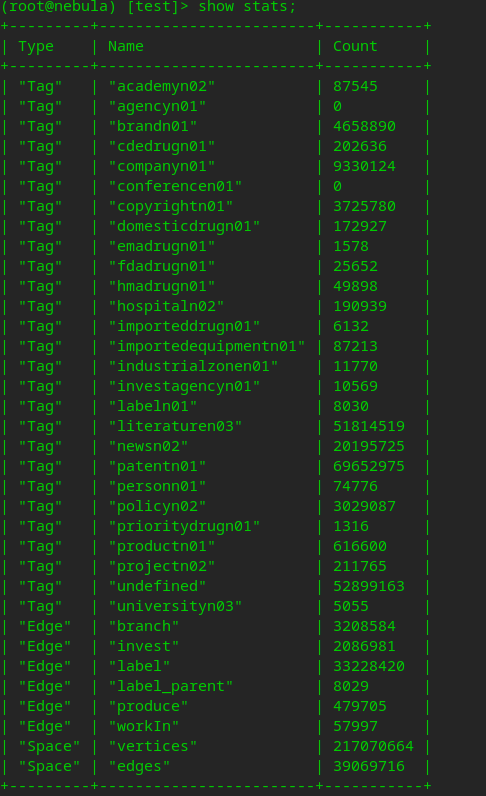 (root@nebula) [test]> show stats;
+---------+------------------------+-----------+
| Type    | Name                   | Count     |
+---------+------------------------+-----------+
| "Tag"   | "academyn02"           | 87545     |
| "Tag"   | "agencyn01"            | 0         |
| "Tag"   | "brandn01"             | 4658890   |
| "Tag"   | "cdedrugn01"           | 202636    |
| "Tag"   | "companyn01"           | 9330124   |
| "Tag"   | "conferencen01"        | 0         |
| "Tag"   | "copyrightn01"         | 3725780   |
| "Tag"   | "domesticdrugn01"      | 172927    |
| "Tag"   | "emadrugn01"           | 1578      |
| "Tag"   | "fdadrugn01"           | 25652     |
| "Tag"   | "hmadrugn01"           | 49898     |
| "Tag"   | "hospitaln02"          | 190939    |
| "Tag"   | "importeddrugn01"      | 6132      |
| "Tag"   | "importedequipmentn01" | 87213     |
| "Tag"   | "industrialzonen01"    | 11770     |
| "Tag"   | "investagencyn01"      | 10569     |
| "Tag"   | "labeln01"             | 8030      |
| "Tag"   | "literaturen03"        | 51814519  |
| "Tag"   | "newsn02"              | 20195725  |
| "Tag"   | "patentn01"            | 69652975  |
| "Tag"   | "personn01"            | 74776     |
| "Tag"   | "policyn02"            | 3029087   |
| "Tag"   | "prioritydrugn01"      | 1316      |
| "Tag"   | "productn01"           | 616600    |
| "Tag"   | "projectn02"           | 211765    |
| "Tag"   | "undefined"            | 52899163  |
| "Tag"   | "universityn03"        | 5055      |
| "Edge"  | "branch"               | 3208584   |
| "Edge"  | "invest"               | 2086981   |
| "Edge"  | "label"                | 33228420  |
| "Edge"  | "label_parent"         | 8029      |
| "Edge"  | "produce"              | 479705    |
| "Edge"  | "workIn"               | 57997     |
| "Space" | "vertices"             | 217070664 |
| "Space" | "edges"                | 39069716  |
+---------+------------------------+-----------+